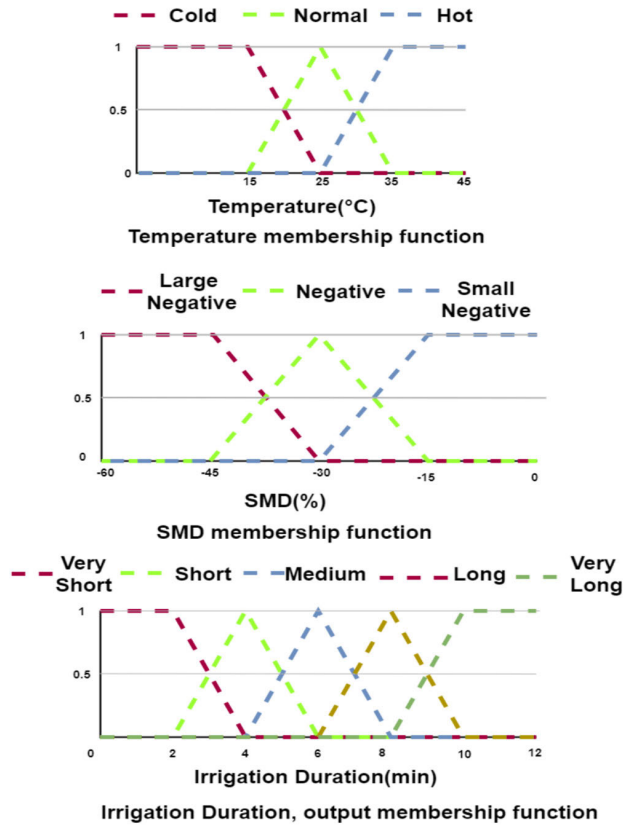 Cold Normal Hot
1
0.5
0
15 25 35 45
Temperature(°C)
Temperature membership function
Large Negative Negative Small Negative
1
0.5
0
-60 -45 -30 -15 0
SMD(%)
SMD membership function
Very Short Short Medium Long Very Long
1
0.5
0 2 4 6 8 10 12
Irrigation Duration(min)
Irrigation Duration, output membership function